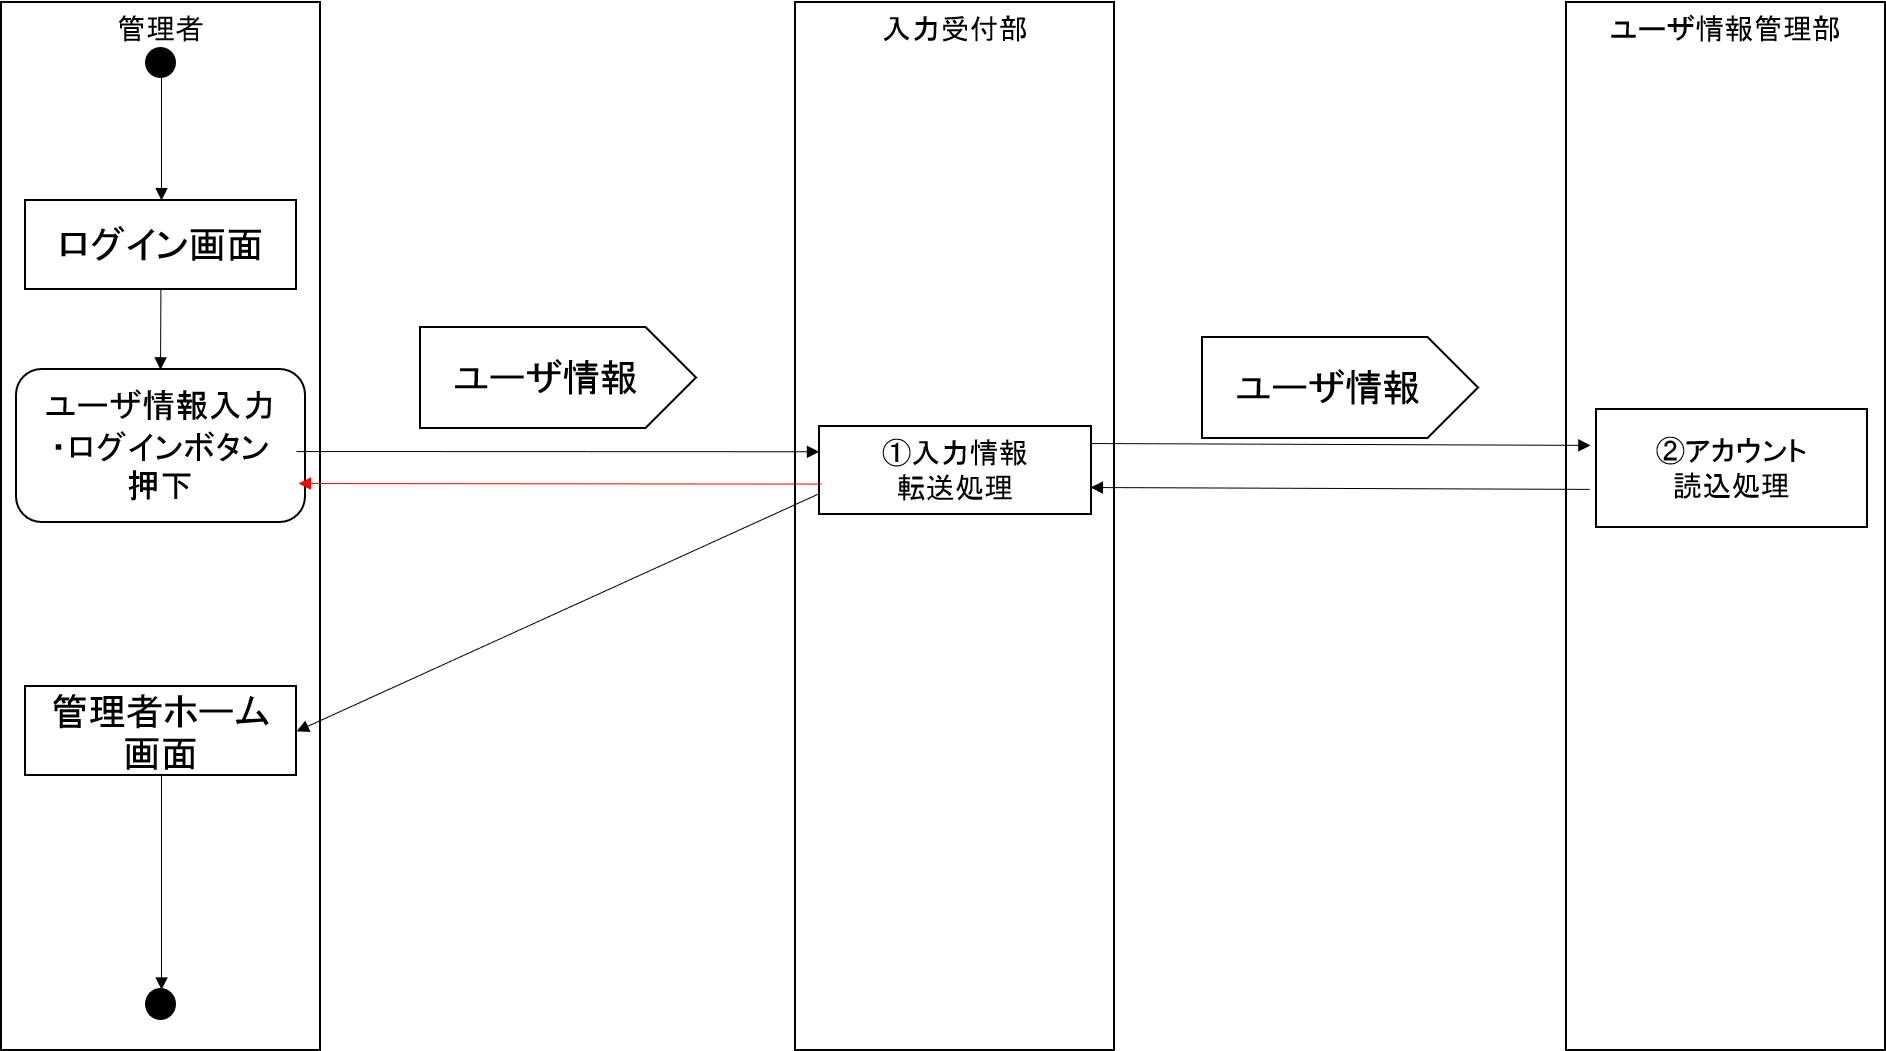 管理者
入力受付部
ユーザ情報管理部
ログイン画面
ユーザ情報
ユーザ情報
ユーザ情報入力
・ログインボタン
押下
①入力情報
転送処理
②アカウント
読込処理
管理者ホーム
画面